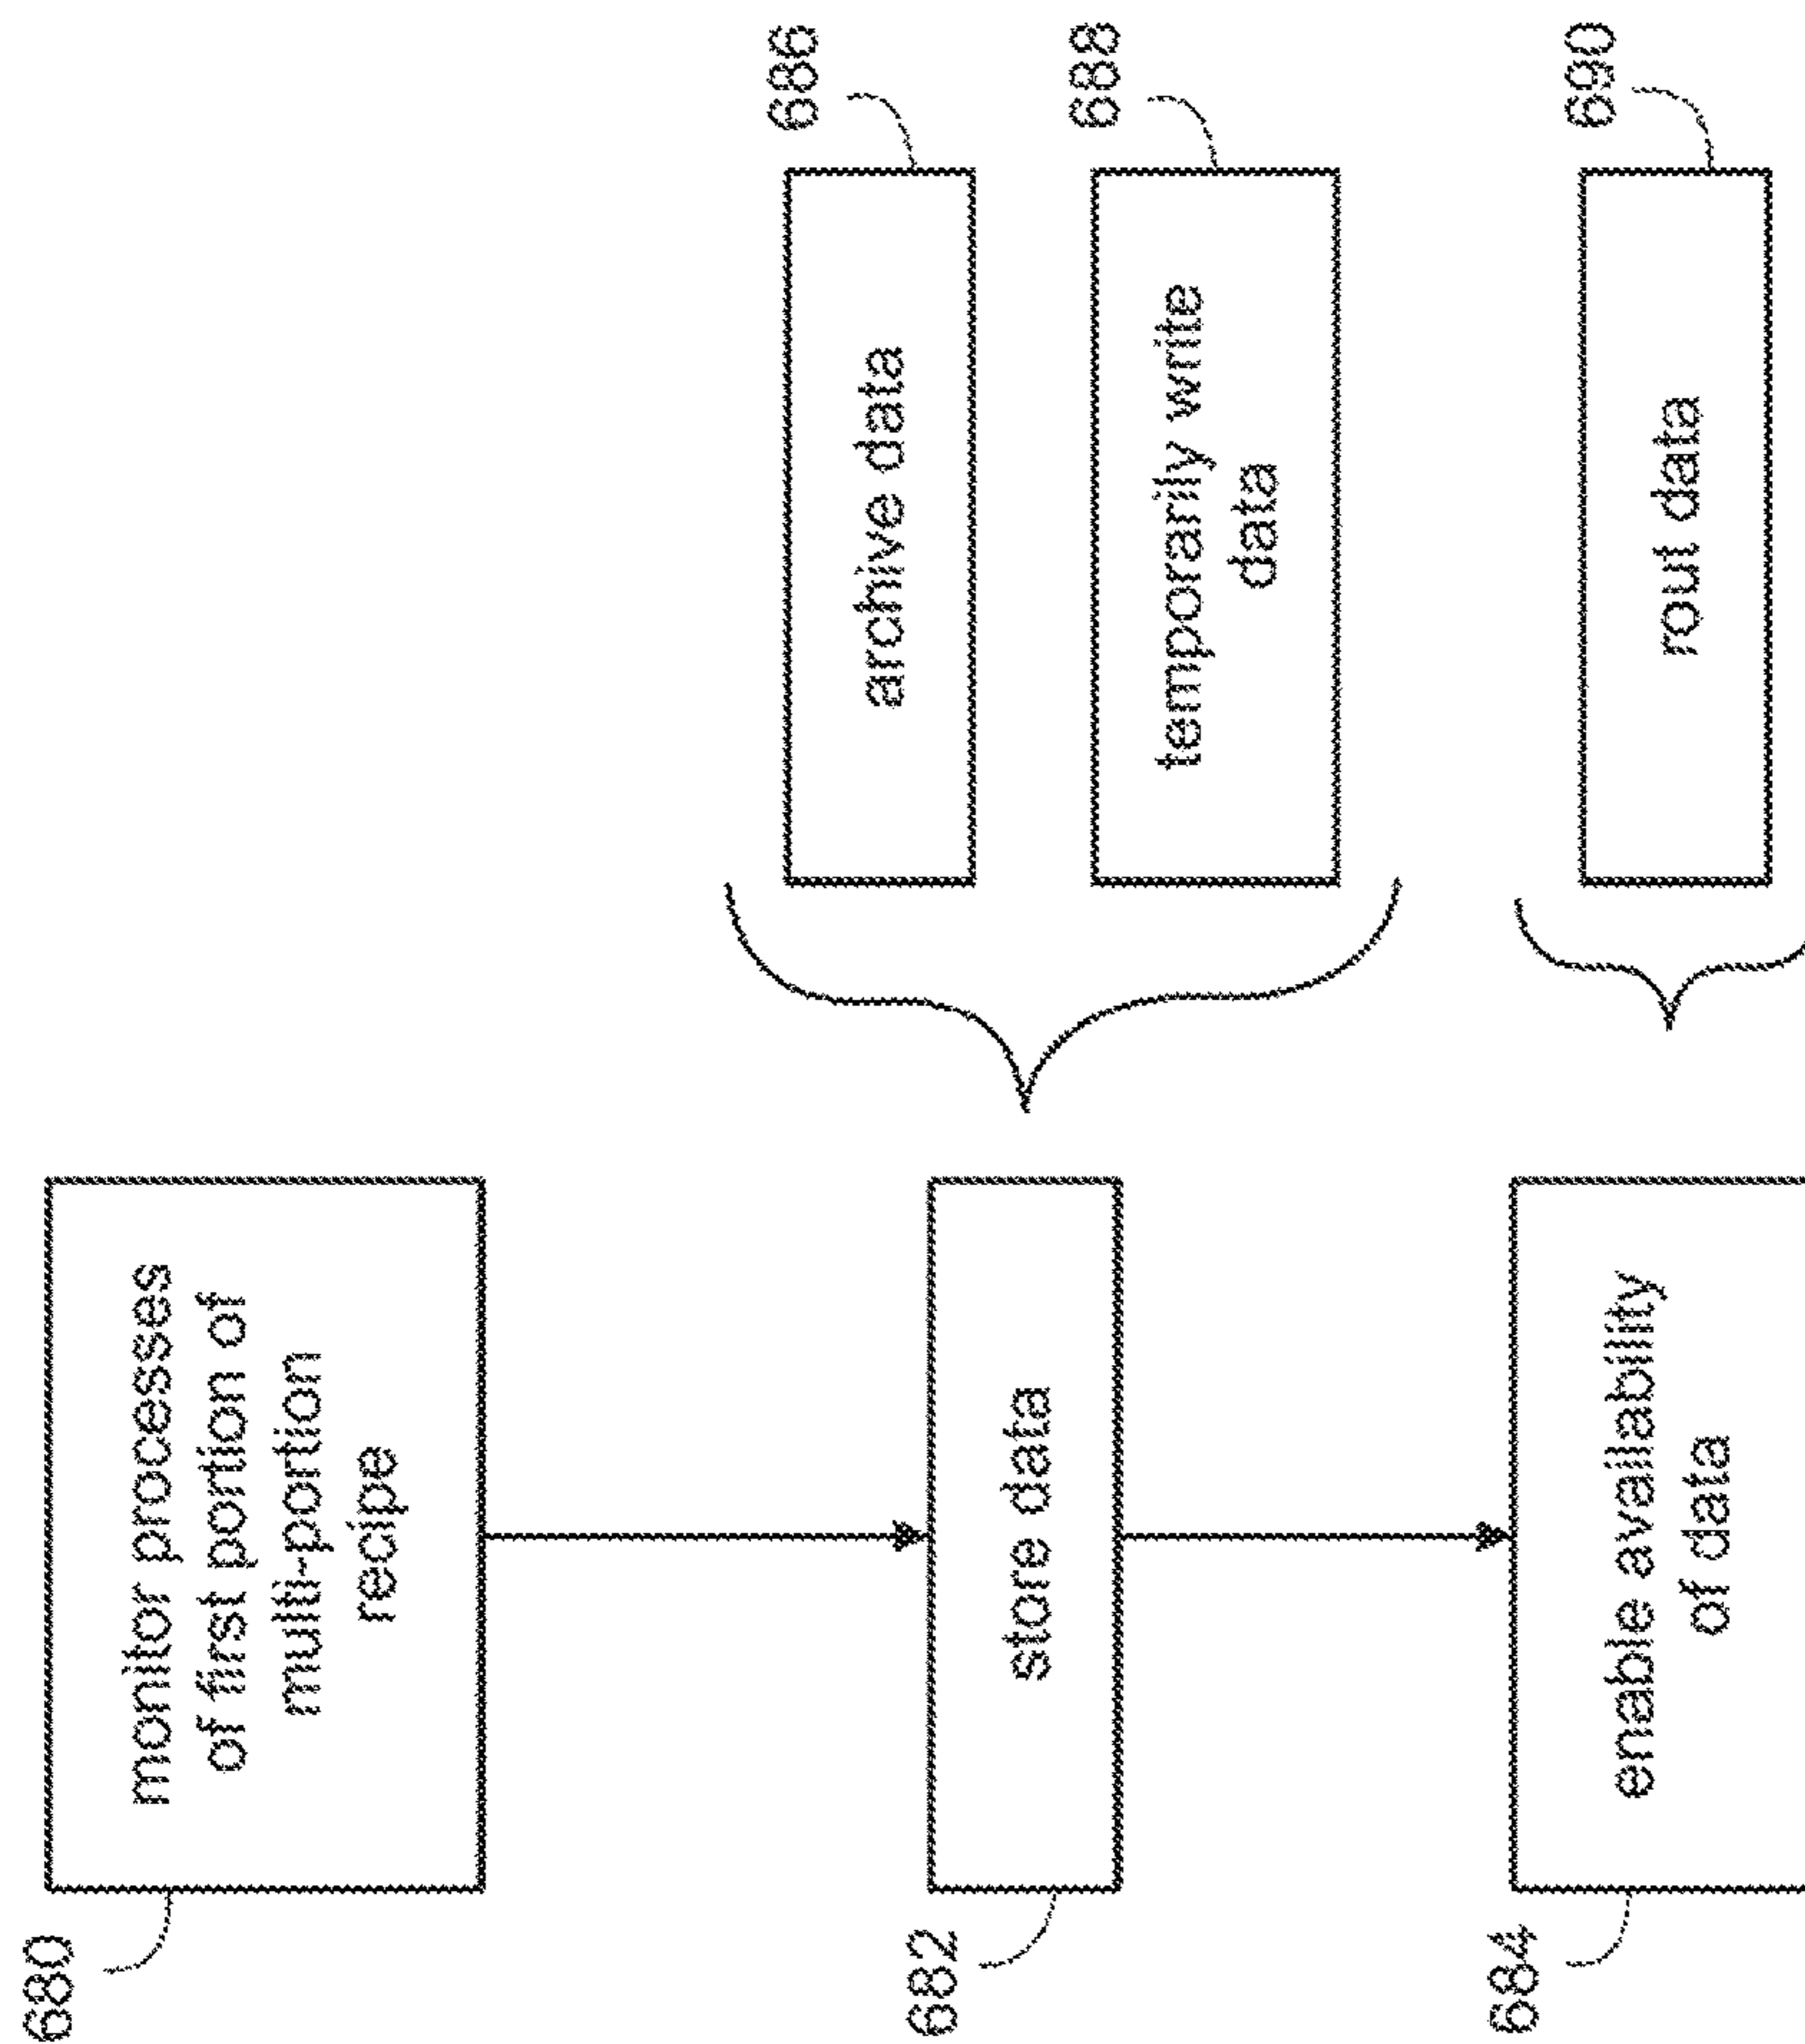 680
monitor processes
of first portion of
multi-portion
recipe
682
store data
684
enable availability
of data
archive data
686
temporarily write
data
688
rout data
690